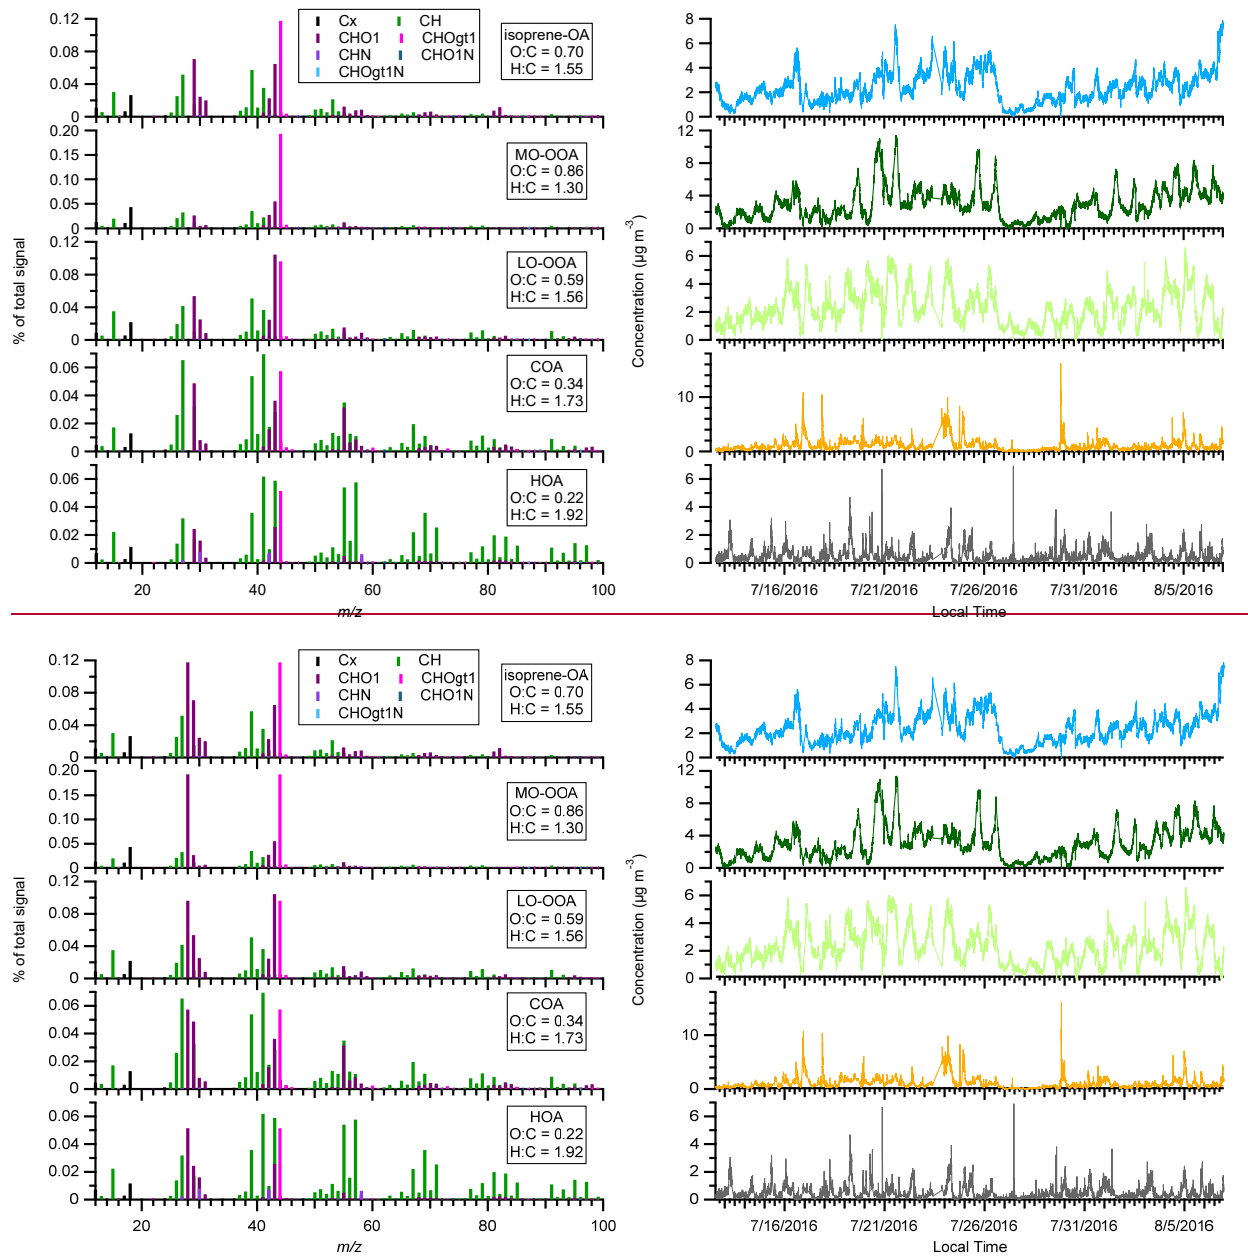 0.12
0.08
0.04
0
Cx CH
CHO1 CHOgt1
CHN CHO1N
CHOgt1N
isoprene-OA
O:C = 0.70
H:C = 1.55
0.20
0.15
0.10
0.05
0
MO-OOA
O:C = 0.86
H:C = 1.30
0.12
0.08
0.04
0
LO-OOA
O:C = 0.59
H:C = 1.56
0.06
0.04
0.02
0
COA
O:C = 0.34
H:C = 1.73
0.06
0.04
0.02
0
HOA
O:C = 0.22
H:C = 1.92
% of total signal
20 40 60 80 100
m/z
8
6
4
2
0
12
8
4
0
6
4
2
0
10
0
6
4
2
0
Concentration (µg m⁻³)
7/16/2016 7/21/2016 7/26/2016 7/31/2016 8/5/2016
Local Time
0.12
0.08
0.04
0
Cx CH
CHO1 CHOgt1
CHN CHO1N
CHOgt1N
isoprene-OA
O:C = 0.70
H:C = 1.55
0.20
0.15
0.10
0.05
0
MO-OOA
O:C = 0.86
H:C = 1.30
0.12
0.08
0.04
0
LO-OOA
O:C = 0.59
H:C = 1.56
0.06
0.04
0.02
0
COA
O:C = 0.34
H:C = 1.73
0.06
0.04
0.02
0
HOA
O:C = 0.22
H:C = 1.92
% of total signal
20 40 60 80 100
m/z
8
6
4
2
0
12
8
4
0
6
4
2
0
10
0
6
4
2
0
Concentration (µg m⁻³)
7/16/2016 7/21/2016 7/26/2016 7/31/2016 8/5/2016
Local Time